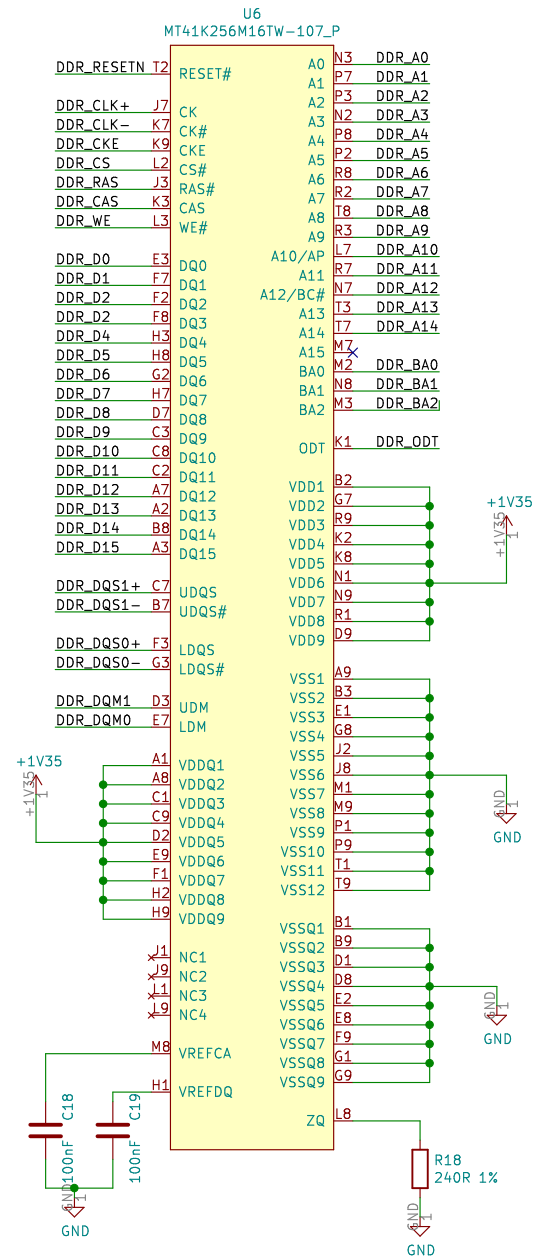 U6
MT41K256M16TW-107_P
DDR_RESETN T2 RESET#
DDR_CLK+ J7 CK
DDR_CLK- K7 CK#
DDR_CKE K9 CKE
DDR_CS L2 CS#
DDR_RAS J3 RAS#
DDR_CAS K3 CAS
DDR_WE L3 WE#
DDR_D0 E3 DQ0
DDR_D1 F7 DQ1
DDR_D2 F2 DQ2
DDR_D2 F8 DQ3
DDR_D4 H3 DQ4
DDR_D5 H8 DQ5
DDR_D6 G2 DQ6
DDR_D7 H7 DQ7
DDR_D8 D7 DQ8
DDR_D9 C3 DQ9
DDR_D10 C8 DQ10
DDR_D11 C2 DQ11
DDR_D12 A7 DQ12
DDR_D13 A2 DQ13
DDR_D14 B8 DQ14
DDR_D15 A3 DQ15
DDR_DQS1+ C7 UDQS
DDR_DQS1- B7 UDQS#
DDR_DQS0+ F3 LDQS
DDR_DQS0- G3 LDQS#
DDR_DQM1 D3 UDM
DDR_DQM0 E7 LDM
+1V35
+1V35
1
A1 VDDQ1
A8 VDDQ2
C1 VDDQ3
C9 VDDQ4
D2 VDDQ5
E9 VDDQ6
F1 VDDQ7
H2 VDDQ8
H9 VDDQ9
J1 NC1
J9 NC2
L1 NC3
L9 NC4
M8 VREFCA
H1 VREFDQ
C18
100nF
C19
100nF
GND
1
GND
A0 N3 DDR_A0
A1 P7 DDR_A1
A2 P3 DDR_A2
A3 N2 DDR_A3
A4 P8 DDR_A4
A5 P2 DDR_A5
A6 R8 DDR_A6
A7 R2 DDR_A7
A8 T8 DDR_A8
A9 R3 DDR_A9
A10/AP L7 DDR_A10
A11 R7 DDR_A11
A12/BC# N7 DDR_A12
A13 T3 DDR_A13
A14 T7 DDR_A14
A15 M7
BA0 M2 DDR_BA0
BA1 N8 DDR_BA1
BA2 M3 DDR_BA2
ODT K1 DDR_ODT
VDD1 B2
VDD2 G7
VDD3 R9
VDD4 K2
VDD5 K8
VDD6 N1
VDD7 N9
VDD8 R1
VDD9 D9
+1V35
+1V35
1
VSS1 A9
VSS2 B3
VSS3 E1
VSS4 G8
VSS5 J2
VSS6 J8
VSS7 M1
VSS8 M9
VSS9 P1
VSS10 P9
VSS11 T1
VSS12 T9
GND
1
GND
VSSQ1 B1
VSSQ2 B9
VSSQ3 D1
VSSQ4 D8
VSSQ5 E2
VSSQ6 E8
VSSQ7 F9
VSSQ8 G1
VSSQ9 G9
GND
1
GND
ZQ L8
R18
240R 1%
GND
1
GND